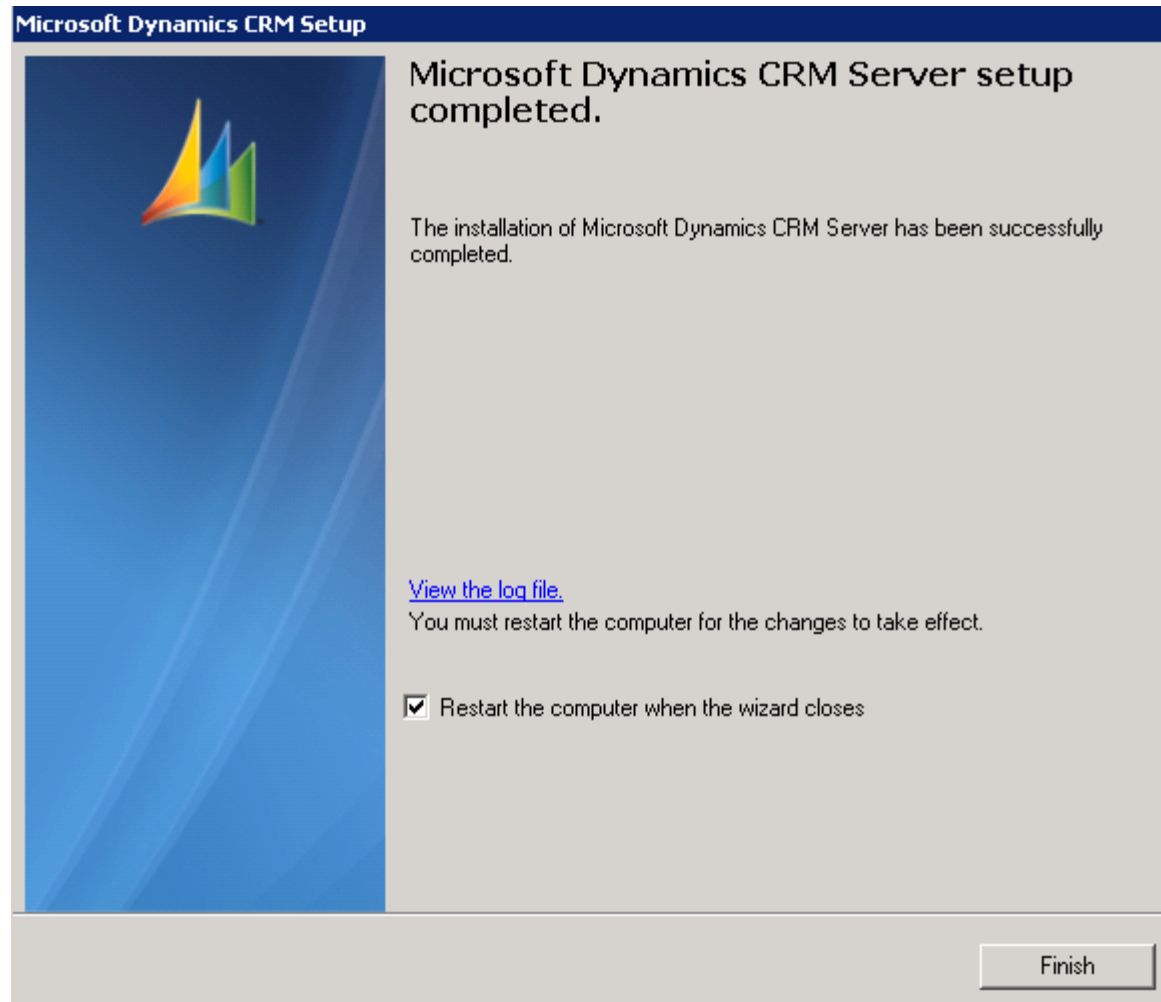 Microsoft Dynamics CRM Setup
Microsoft Dynamics CRM Server setup
completed.
The installation of Microsoft Dynamics CRM Server has been successfully
completed.
View the log file.
You must restart the computer for the changes to take effect.
Restart the computer when the wizard closes
Finish